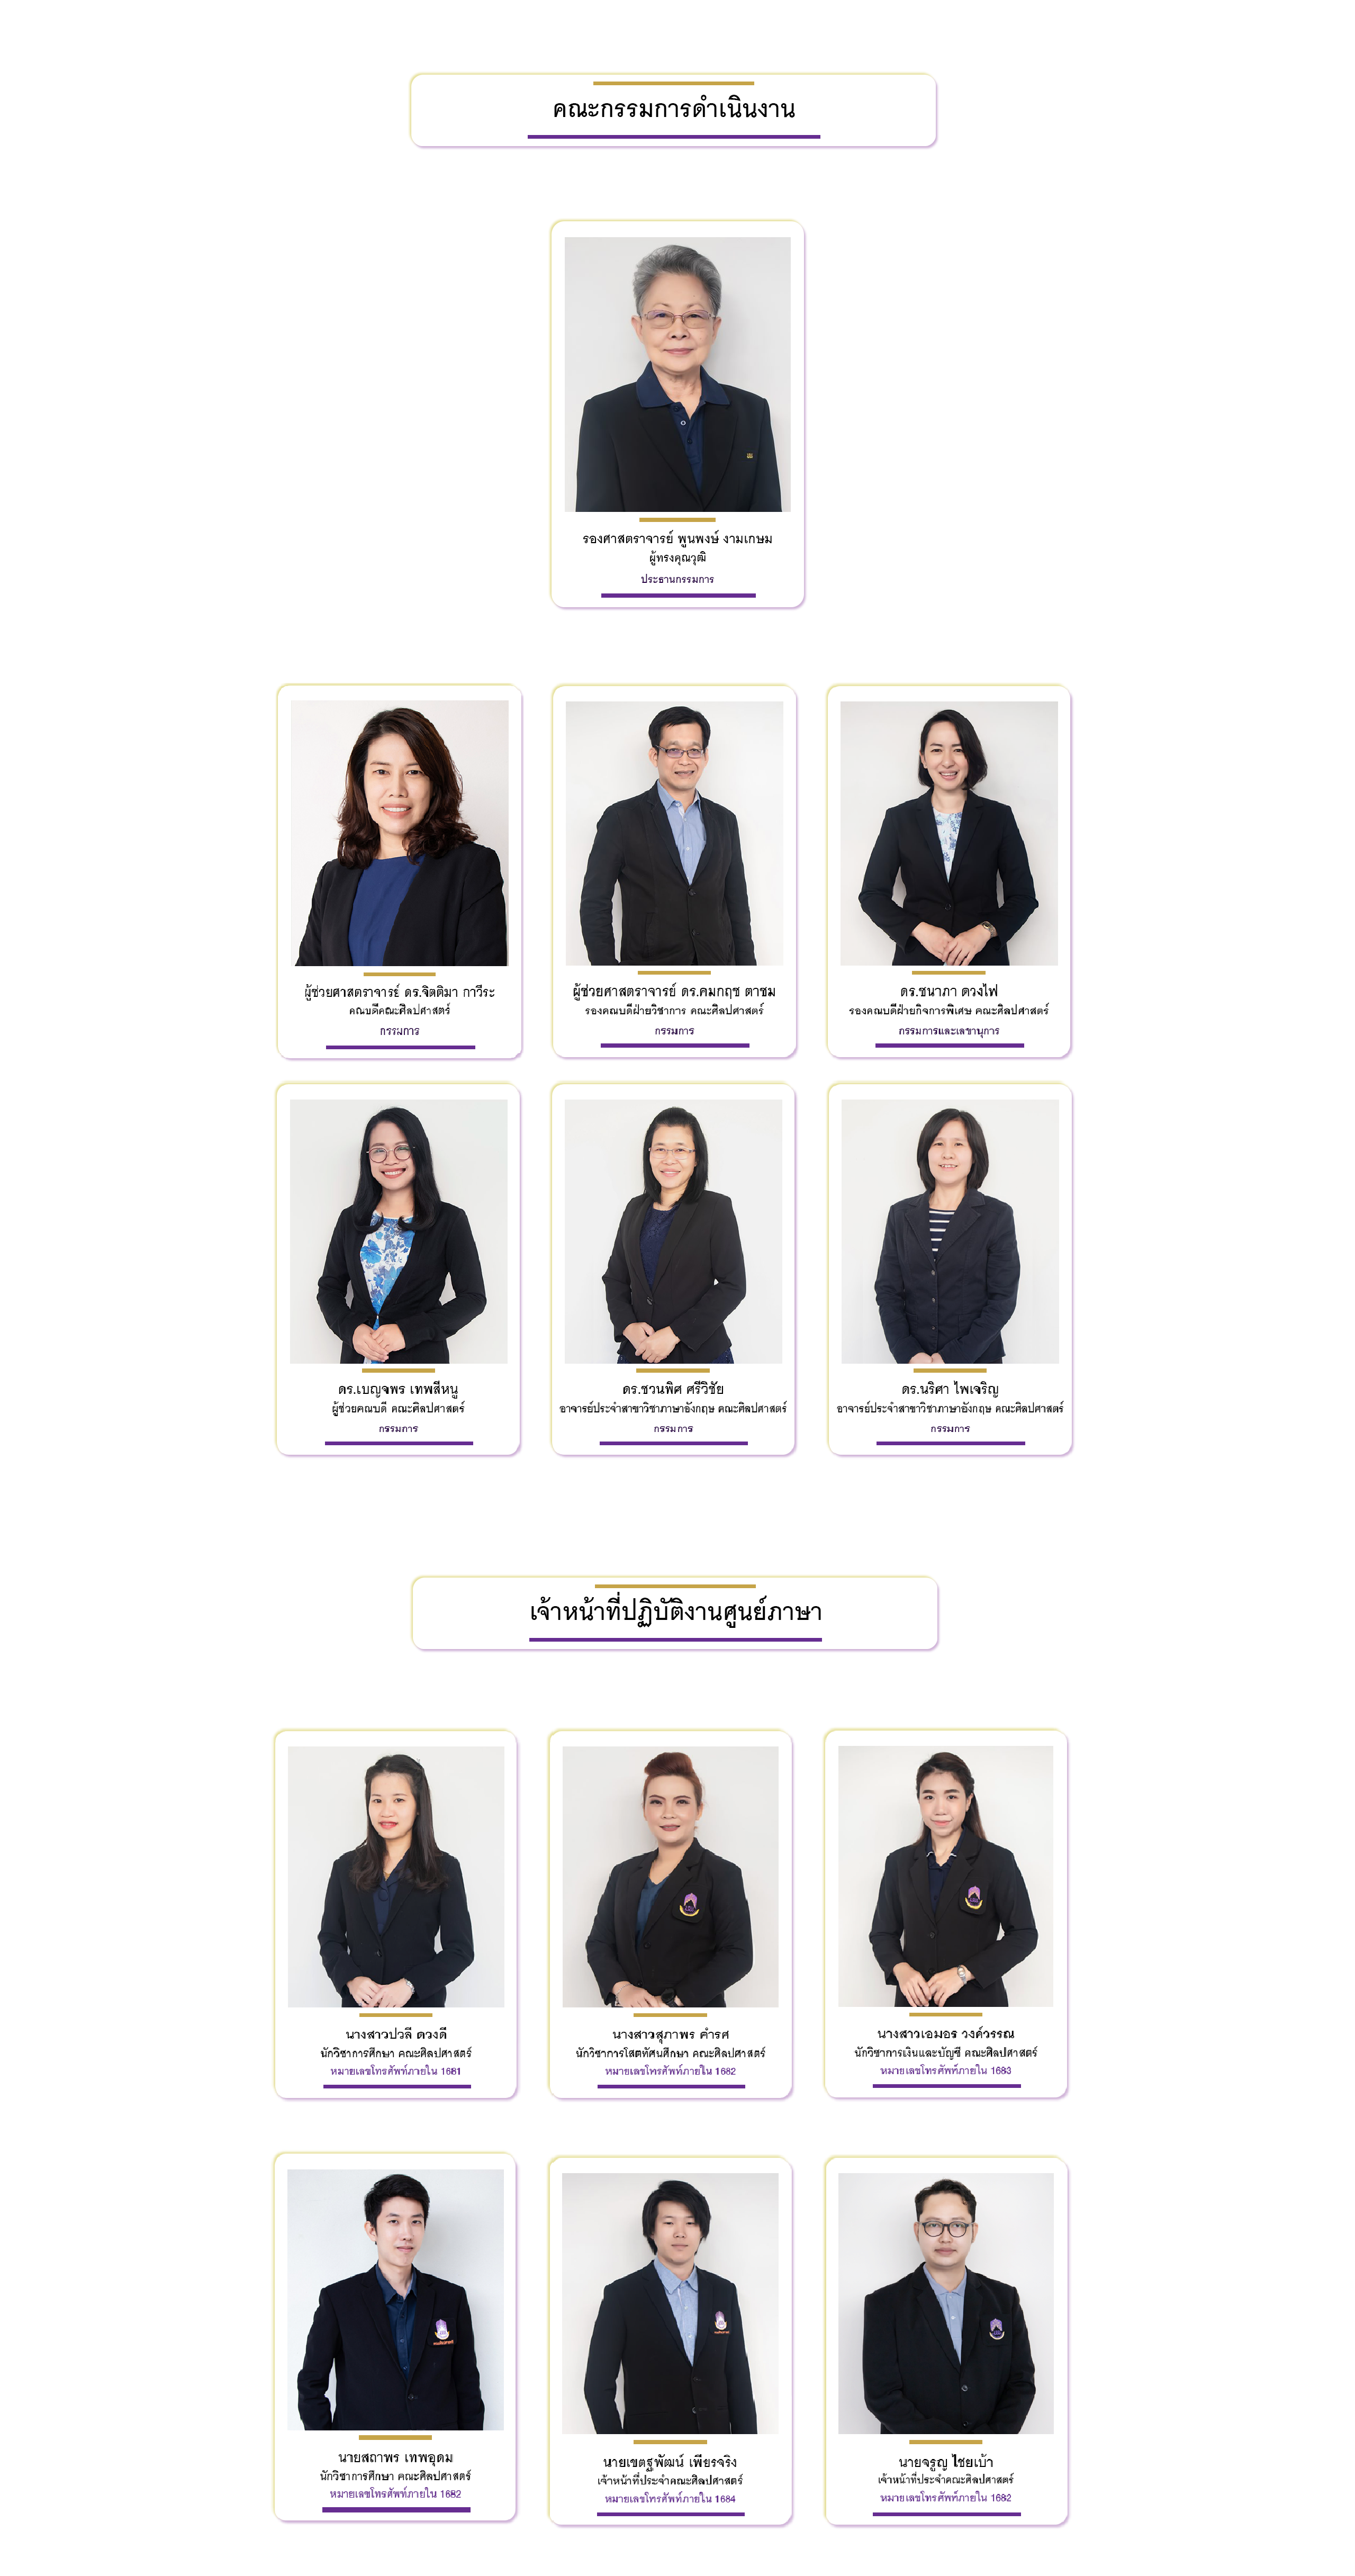 คณะกรรมการดำเนินงาน
รองศาสตราจารย์ พูนพงษ์ งามเกษม
ผู้ทรงคุณวุฒิ
ประธานกรรมการ
ผู้ช่วยศาสตราจารย์ ดร.จิตติมา กาวีระ
คณบดีคณะศิลปศาสตร์
กรรมการ
ผู้ช่วยศาสตราจารย์ ดร.คมกฤช ตาชม
รองคณบดีฝ่ายวิชาการ คณะศิลปศาสตร์
กรรมการ
ดร.ชนาภา ดวงไฟ
รองคณบดีฝ่ายกิจการพิเศษ คณะศิลปศาสตร์
กรรมการและเลขานุการ
ดร.เบญจพร เทพสีหนู
ผู้ช่วยคณบดี คณะศิลปศาสตร์
กรรมการ
ดร.ชวนพิศ ศรีวิชัย
อาจารย์ประจำสาขาวิชาภาษาอังกฤษ คณะศิลปศาสตร์
กรรมการ
ดร.นริศา ไพเจริญ
อาจารย์ประจำสาขาวิชาภาษาอังกฤษ คณะศิลปศาสตร์
กรรมการ
เจ้าหน้าที่ปฏิบัติงานศูนย์ภาษา
นางสาวปวลี ดวงดี
นักวิชาการศึกษา คณะศิลปศาสตร์
หมายเลขโทรศัพท์ภายใน 1681
นางสาวสุภาพร คำรศ
นักวิชาการโสตทัศนศึกษา คณะศิลปศาสตร์
หมายเลขโทรศัพท์ภายใน 1682
นางสาวเอมอร วงค์วรรณ
นักวิชาการเงินและบัญชี คณะศิลปศาสตร์
หมายเลขโทรศัพท์ภายใน 1683
นายสถาพร เทพอุดม
นักวิชาการศึกษา คณะศิลปศาสตร์
หมายเลขโทรศัพท์ภายใน 1682
นายเขตฐพัฒน์ เพียรจริง
เจ้าหน้าที่ประจำคณะศิลปศาสตร์
หมายเลขโทรศัพท์ภายใน 1684
นายจรูญ ไชยเบ้า
เจ้าหน้าที่ประจำคณะศิลปศาสตร์
หมายเลขโทรศัพท์ภายใน 1682